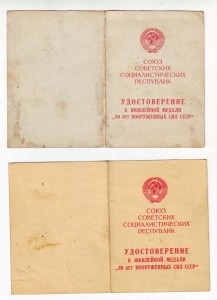 СОЮЗ
СОВЕТСКИХ
СОЦИАЛИСТИЧЕСКИХ
РЕСПУБЛИК
УДОСТОВЕРЕНИЕ
К ЮБИЛЕЙНОЙ МЕДАЛИ
„50 ЛЕТ ВООРУЖЕННЫХ СИЛ СССР“
СОЮЗ
СОВЕТСКИХ
СОЦИАЛИСТИЧЕСКИХ
РЕСПУБЛИК
УДОСТОВЕРЕНИЕ
К ЮБИЛЕЙНОЙ МЕДАЛИ
„50 ЛЕТ ВООРУЖЕННЫХ СИЛ СССР“